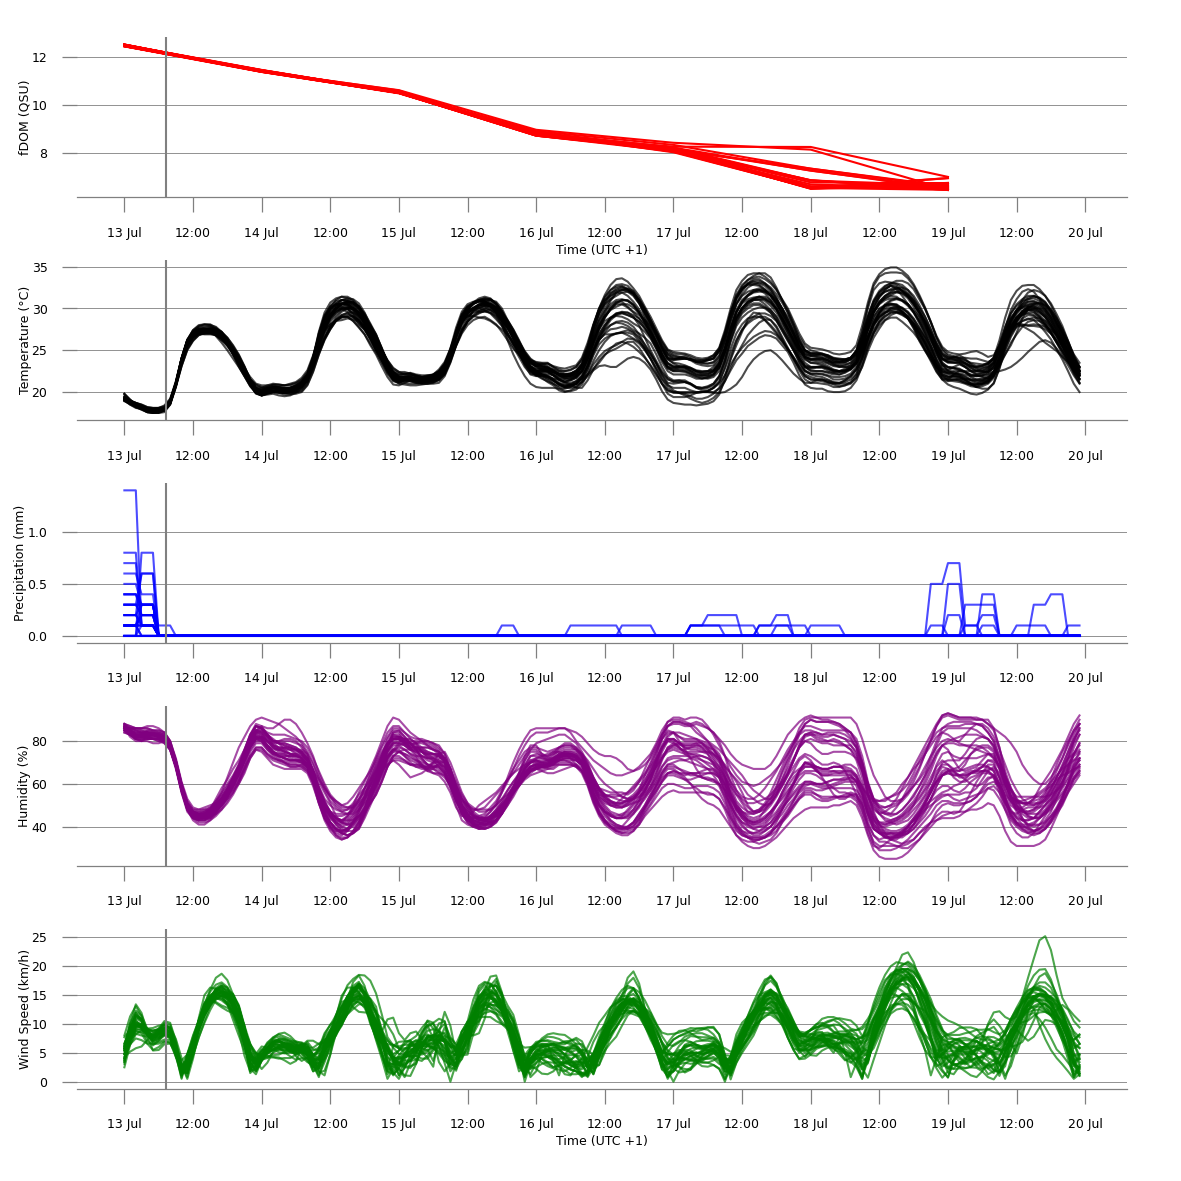 12
10
8
fDOM (QSU)
13 Jul 12:00 14 Jul 12:00 15 Jul 12:00 16 Jul 12:00 17 Jul 12:00 18 Jul 12:00 19 Jul 12:00 20 Jul
Time (UTC +1)
35
30
25
20
Temperature (°C)
13 Jul 12:00 14 Jul 12:00 15 Jul 12:00 16 Jul 12:00 17 Jul 12:00 18 Jul 12:00 19 Jul 12:00 20 Jul
1.0
0.5
0.0
Precipitation (mm)
13 Jul 12:00 14 Jul 12:00 15 Jul 12:00 16 Jul 12:00 17 Jul 12:00 18 Jul 12:00 19 Jul 12:00 20 Jul
80
60
40
Humidity (%)
13 Jul 12:00 14 Jul 12:00 15 Jul 12:00 16 Jul 12:00 17 Jul 12:00 18 Jul 12:00 19 Jul 12:00 20 Jul
25
20
15
10
5
0
Wind Speed (km/h)
13 Jul 12:00 14 Jul 12:00 15 Jul 12:00 16 Jul 12:00 17 Jul 12:00 18 Jul 12:00 19 Jul 12:00 20 Jul
Time (UTC +1)